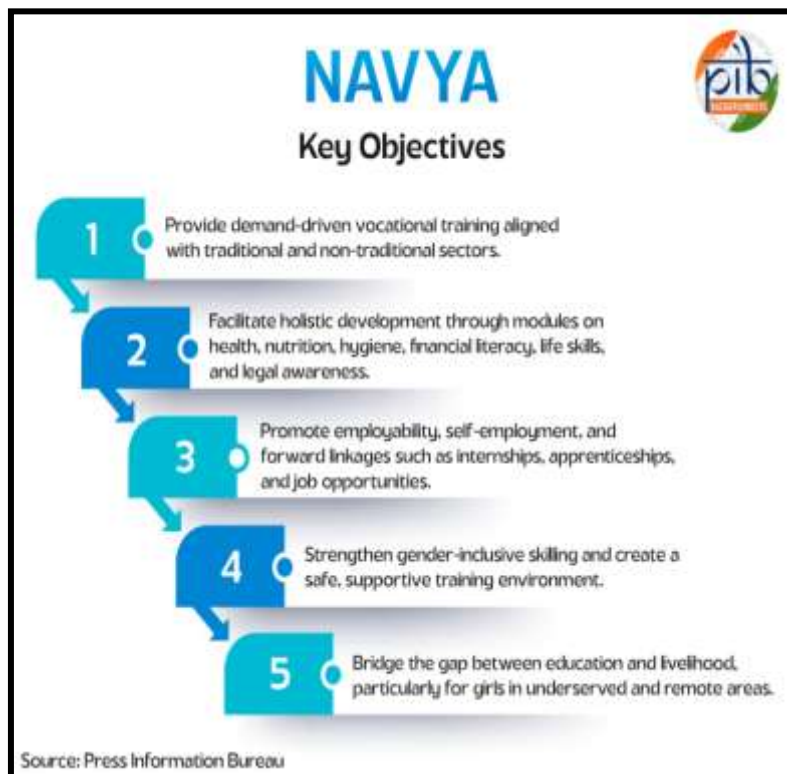 NAVYA
pib
BACKGROUNDERS
Key Objectives
1
Provide demand-driven vocational training aligned
with traditional and non-traditional sectors.
2
Facilitate holistic development through modules on
health, nutrition, hygiene, financial literacy, life skills,
and legal awareness.
3
Promote employability, self-employment, and
forward linkages such as internships, apprenticeships,
and job opportunities.
4
Strengthen gender-inclusive skilling and create a
safe, supportive training environment.
5
Bridge the gap between education and livelihood,
particularly for girls in underserved and remote areas.
Source: Press Information Bureau